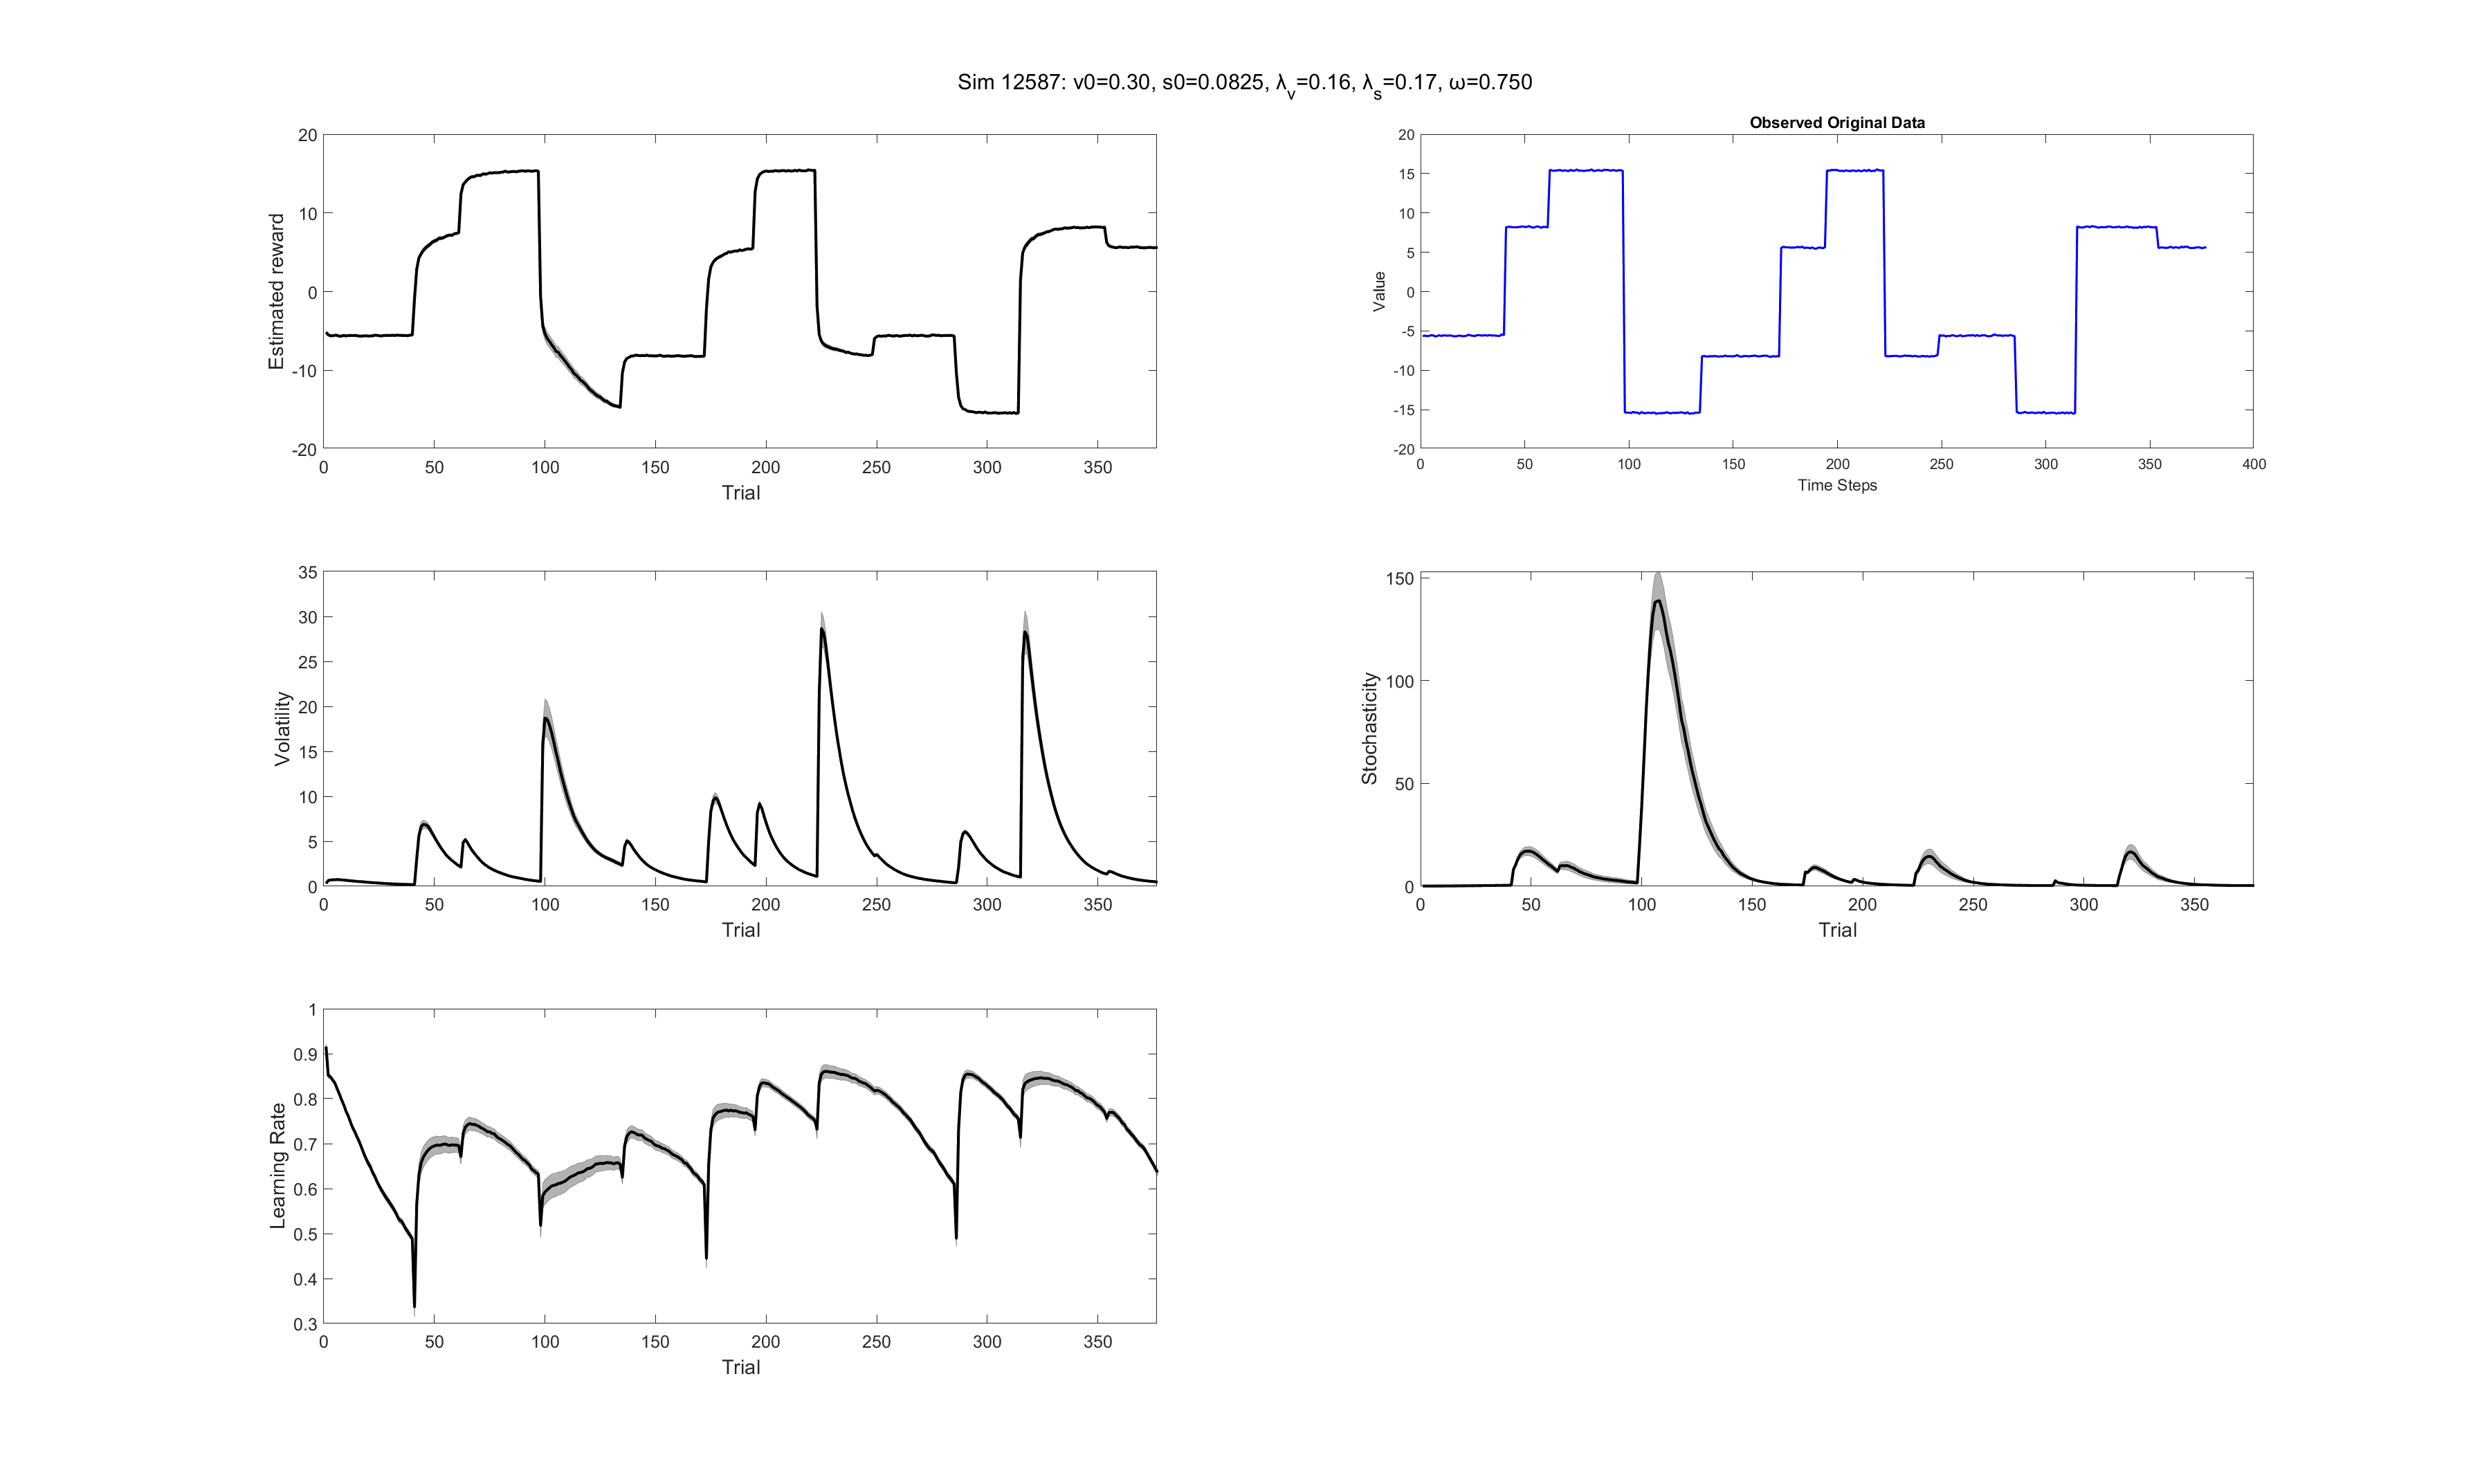 Sim 12587: v0=0.30, s0=0.0825, λv=0.16, λs=0.17, ω=0.750
Estimated reward
20
10
0
-10
-20
0 50 100 150 200 250 300 350
Trial
Observed Original Data
Value
20
15
10
5
0
-5
-10
-15
-20
0 50 100 150 200 250 300 350 400
Time Steps
Volatility
35
30
25
20
15
10
5
0
0 50 100 150 200 250 300 350
Trial
Stochasticity
150
100
50
0
0 50 100 150 200 250 300 350
Trial
Learning Rate
1
0.9
0.8
0.7
0.6
0.5
0.4
0.3
0 50 100 150 200 250 300 350
Trial